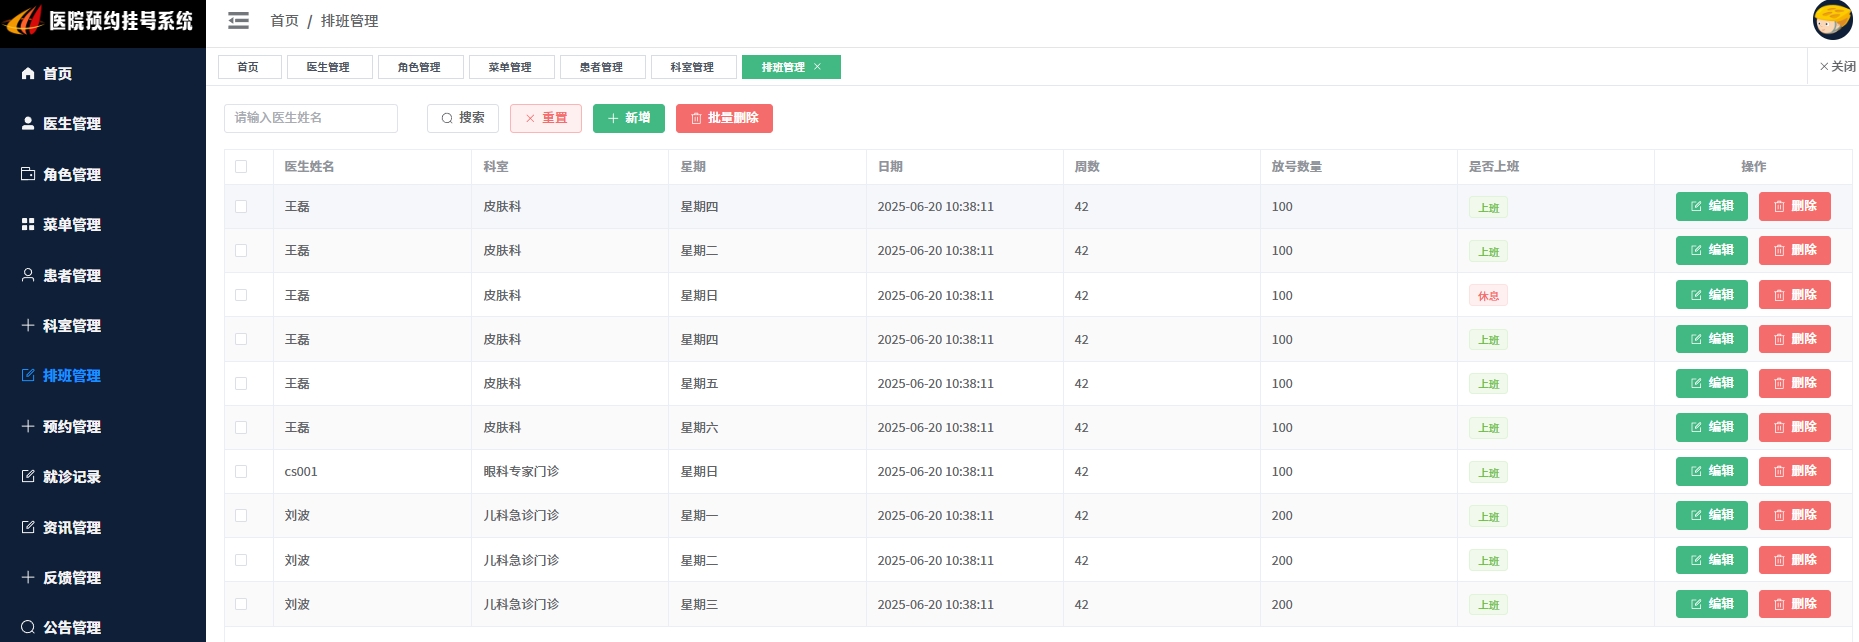 医院预约挂号系统
首页
医生管理
角色管理
菜单管理
患者管理
科室管理
排班管理
预约管理
就诊记录
资讯管理
反馈管理
公告管理
首页 / 排班管理
首页 医生管理 角色管理 菜单管理 患者管理 科室管理 排班管理 × × 关闭
请输入医生姓名 搜索 重置 新增 批量删除
医生姓名 科室 星期 日期 周数 放号数量 是否上班 操作
王磊 皮肤科 星期四 2025-06-20 10:38:11 42 100 上班 编辑 删除
王磊 皮肤科 星期二 2025-06-20 10:38:11 42 100 上班 编辑 删除
王磊 皮肤科 星期日 2025-06-20 10:38:11 42 100 休息 编辑 删除
王磊 皮肤科 星期四 2025-06-20 10:38:11 42 100 上班 编辑 删除
王磊 皮肤科 星期五 2025-06-20 10:38:11 42 100 上班 编辑 删除
王磊 皮肤科 星期六 2025-06-20 10:38:11 42 100 上班 编辑 删除
cs001 眼科专家门诊 星期日 2025-06-20 10:38:11 42 100 上班 编辑 删除
刘波 儿科急诊门诊 星期一 2025-06-20 10:38:11 42 200 上班 编辑 删除
刘波 儿科急诊门诊 星期二 2025-06-20 10:38:11 42 200 上班 编辑 删除
刘波 儿科急诊门诊 星期三 2025-06-20 10:38:11 42 200 上班 编辑 删除